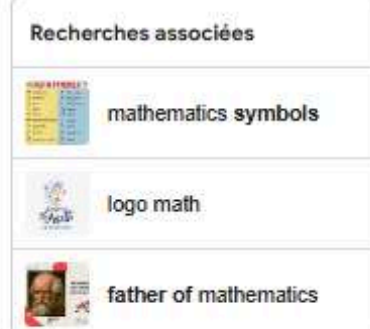 Recherches associées
mathematics symbols
logo math
father of mathematics